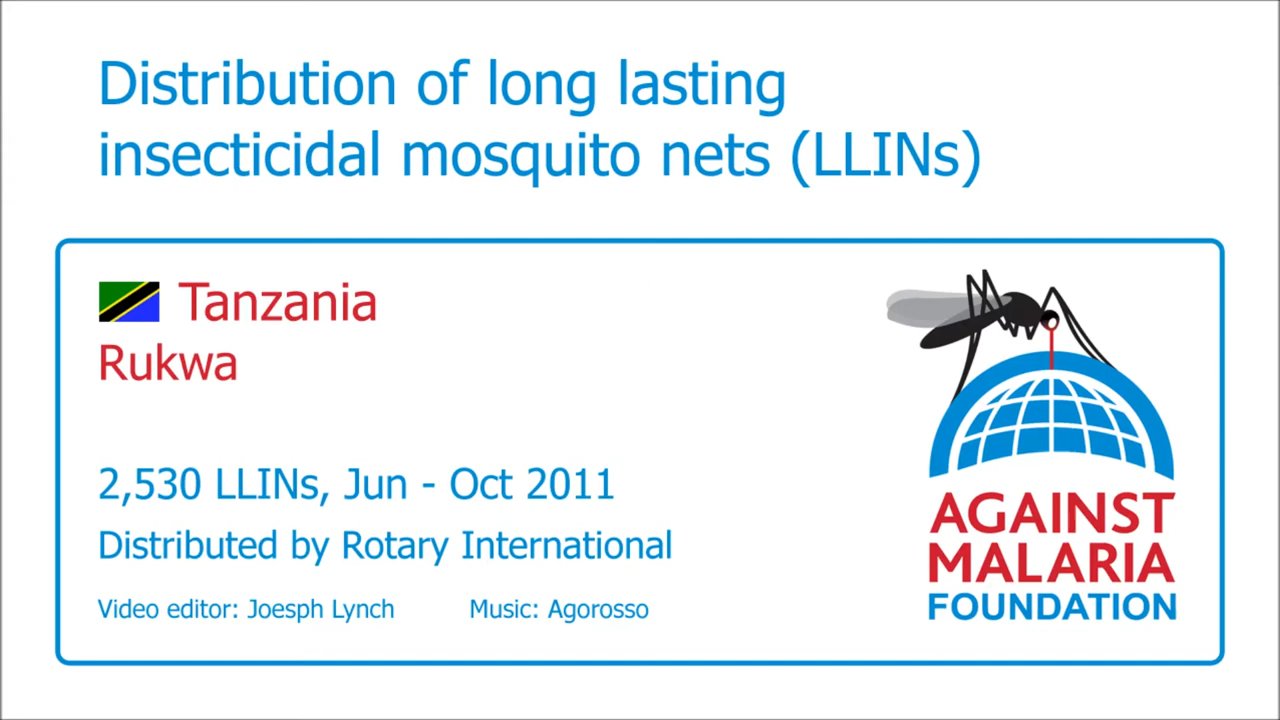 Distribution of long lasting
insecticidal mosquito nets (LLINs)
Tanzania
Rukwa
2,530 LLINs, Jun - Oct 2011
Distributed by Rotary International
Video editor: Joesph Lynch
Music: Agorosso
AGAINST
MALARIA
FOUNDATION